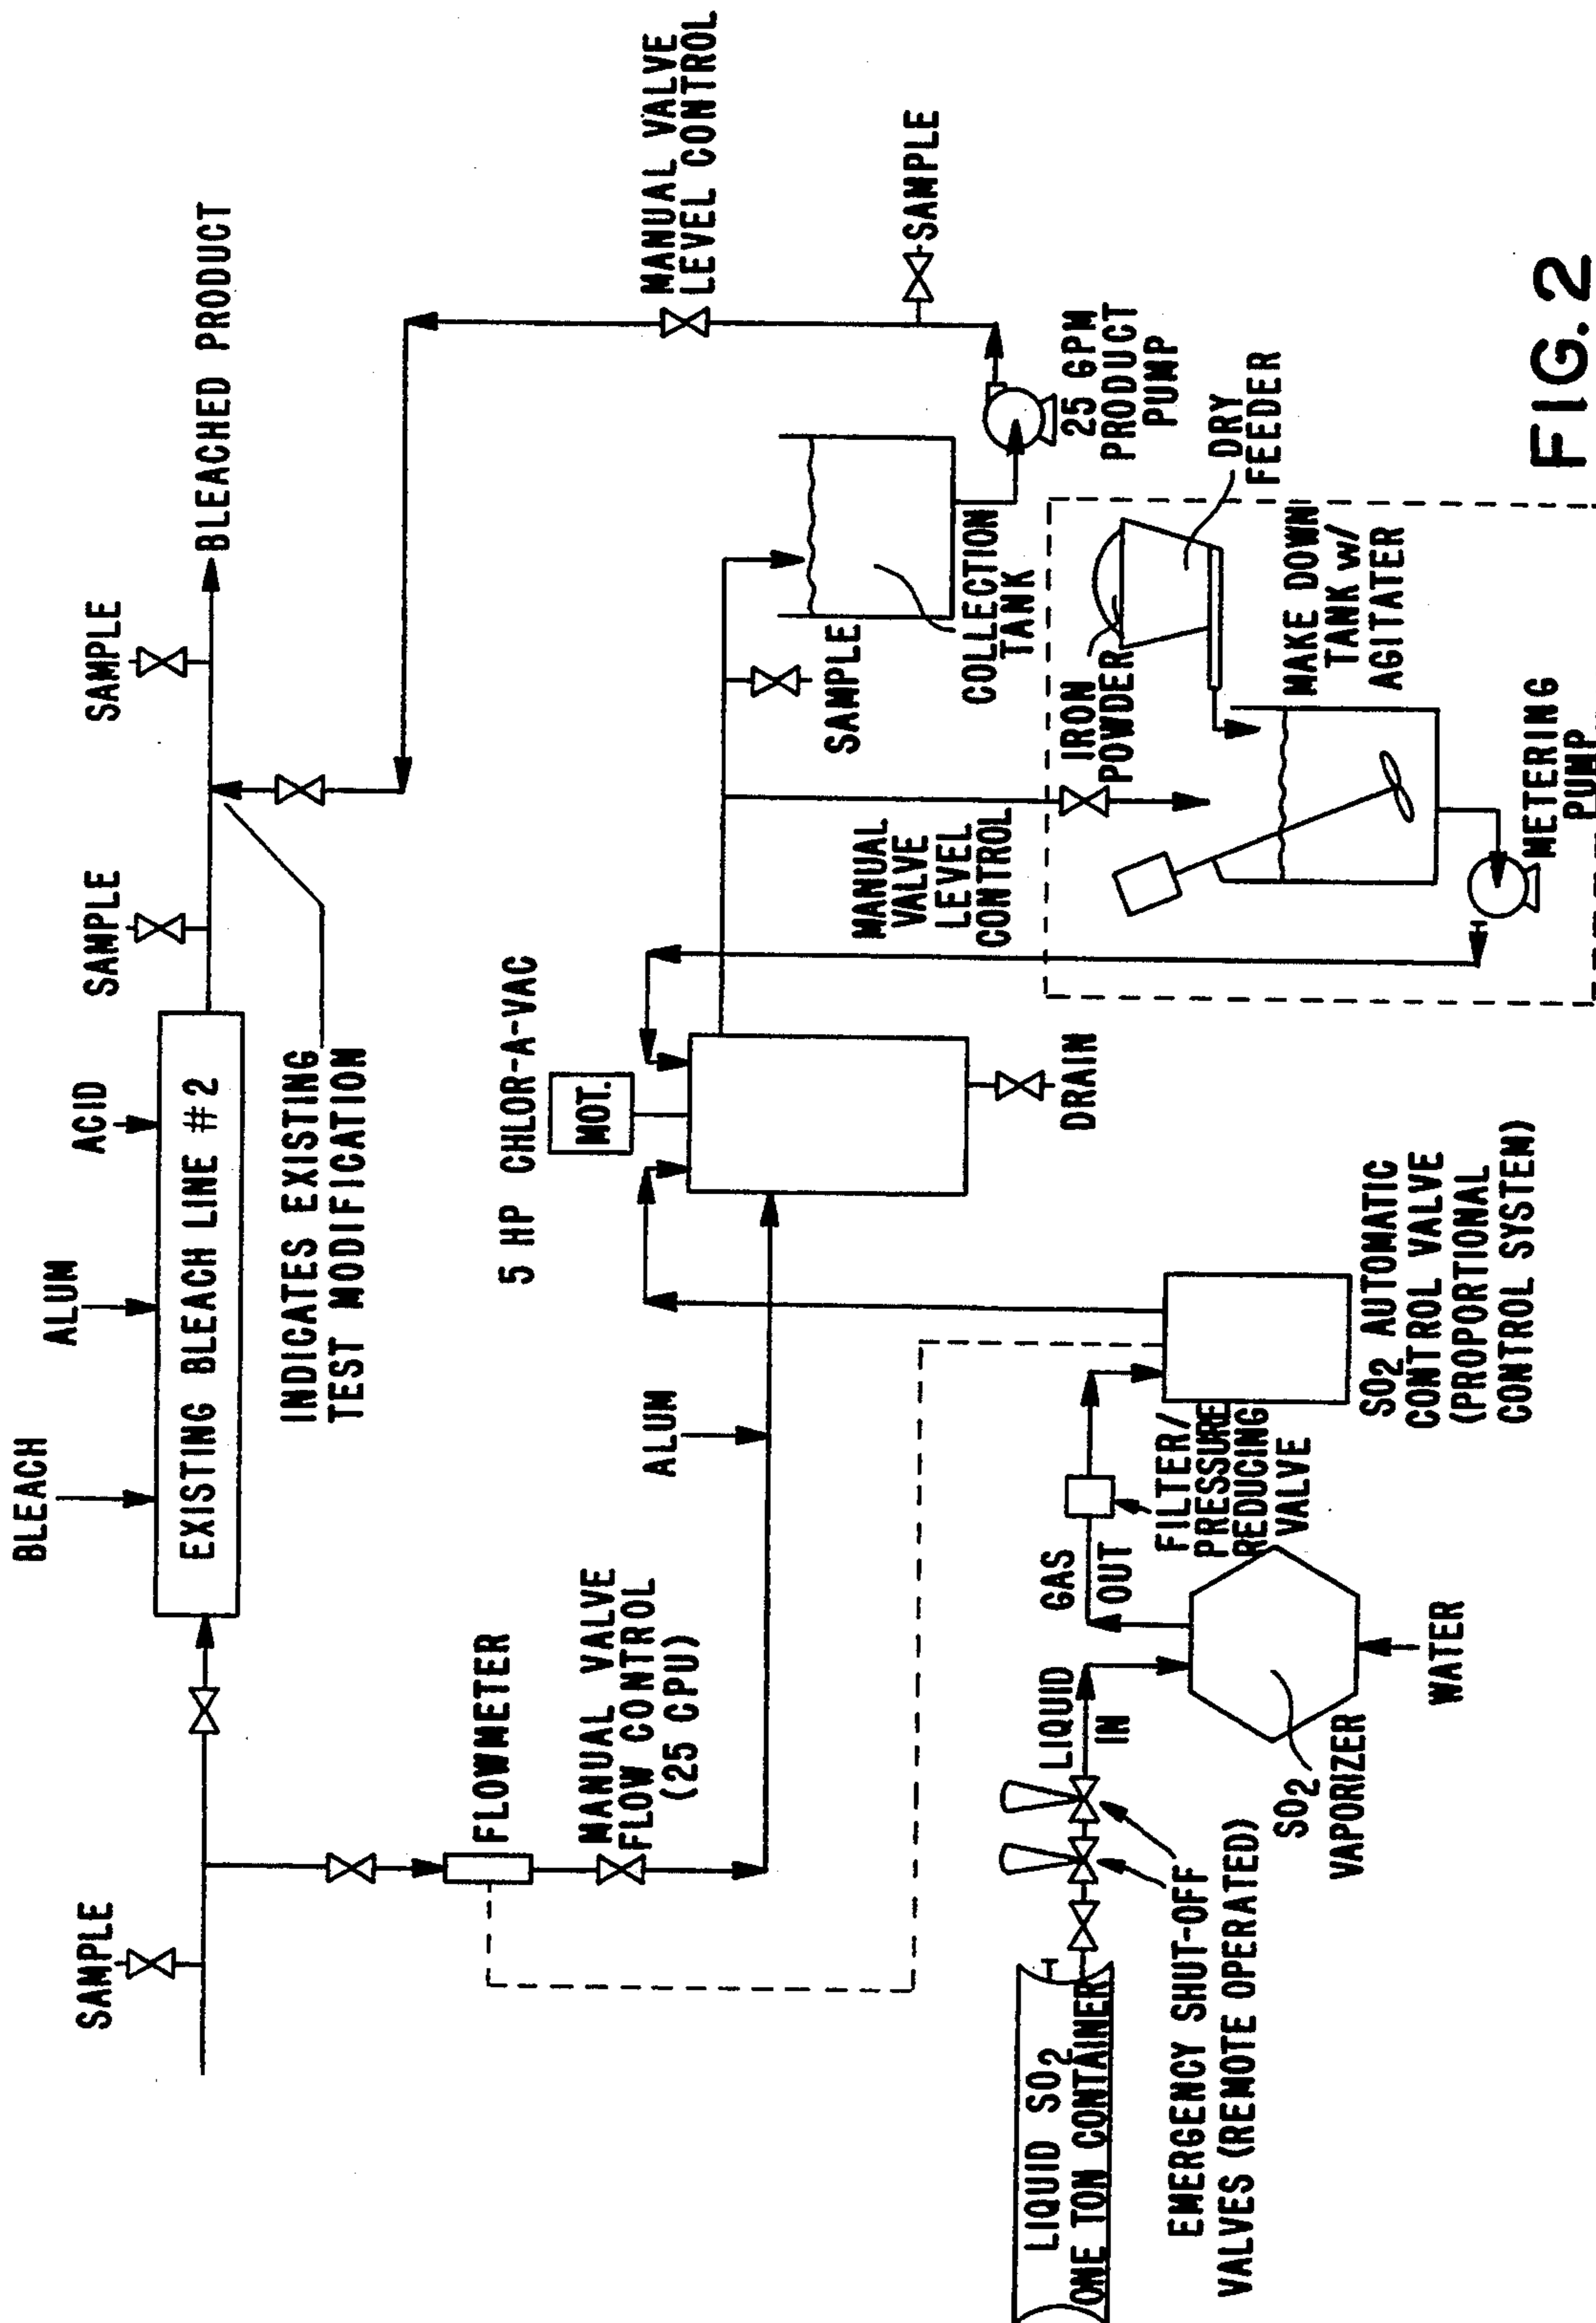 BLEACH
ALUM
ACID
SAMPLE
SAMPLE
SAMPLE
EXISTING BLEACH LINE #2
BLEACHED PRODUCT
INDICATES EXISTING
TEST MODIFICATION
FLOWMETER
MANUAL VALVE
FLOW CONTROL
(25 CPU)
ALUM
5 HP CHLOR-A-VAC
MOT.
DRAIN
MANUAL VALVE
LEVEL CONTROL
SAMPLE
SAMPLE
COLLECTION
TANK
25 GPM
PRODUCT
PUMP
MANUAL
VALVE
LEVEL
CONTROL
IRON
POWDER
DRY
FEEDER
MAKE DOWN
TANK w/
AGITATER
METERING
PUMP
LIQUID SO2
ONE TON CONTAINER
EMERGENCY SHUT-OFF
VALVES (REMOTE OPERATED)
LIQUID
IN
GAS
OUT
SO2
VAPORIZER
WATER
FILTER/
PRESSURE
REDUCING
VALVE
SO2 AUTOMATIC
CONTROL VALVE
(PROPORTIONAL
CONTROL SYSTEM)
FIG. 2